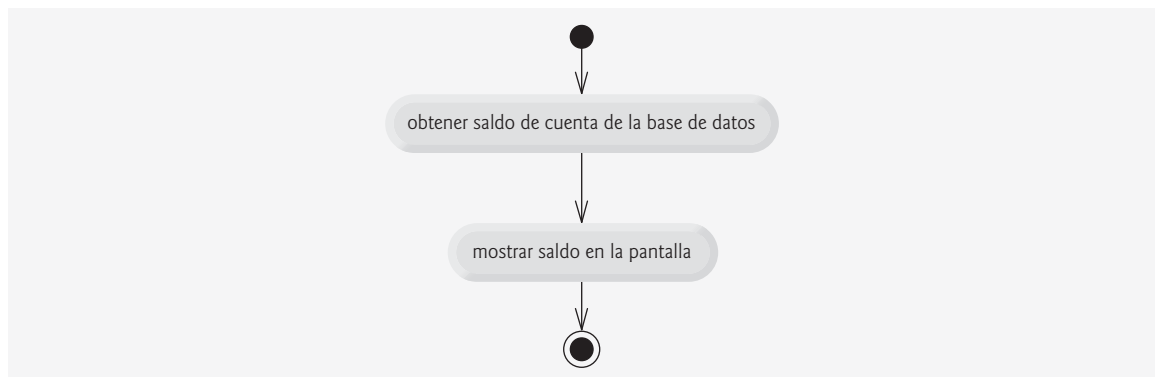 obtener saldo de cuenta de la base de datos
mostrar saldo en la pantalla